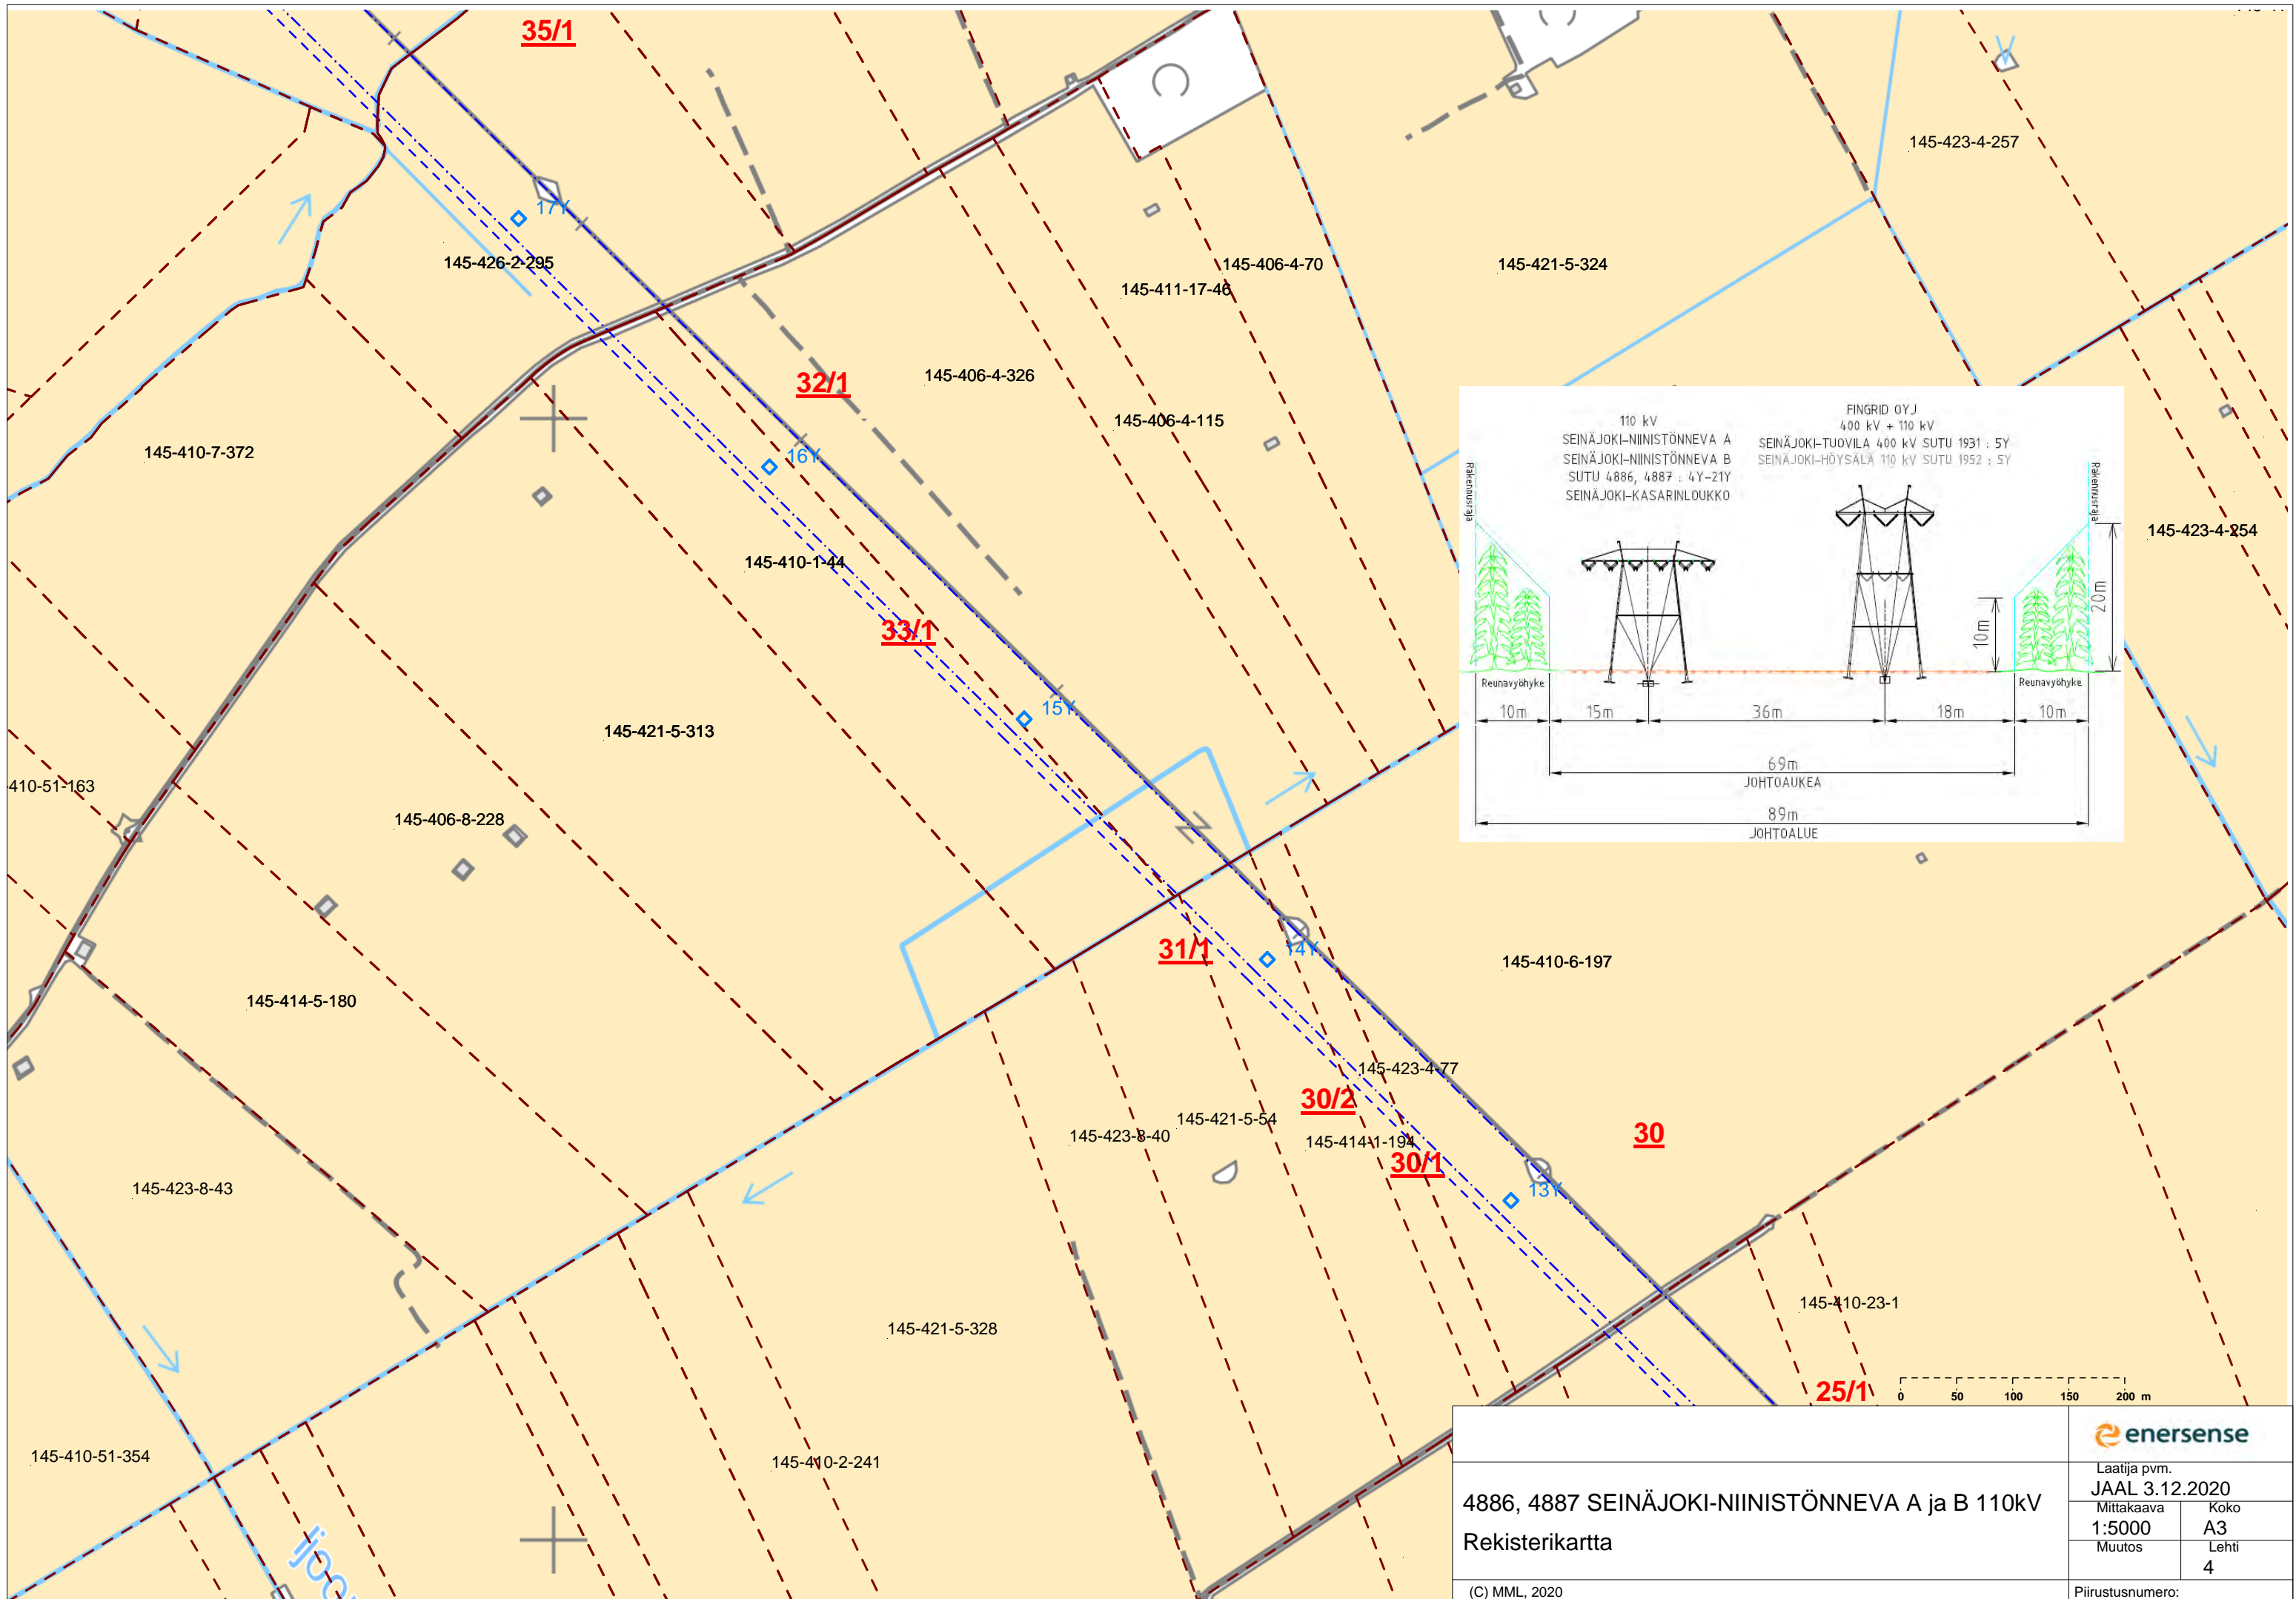 35/1
145-423-4-257
17Y
145-426-2-295
145-406-4-70
145-421-5-324
145-411-17-46
32/1
145-406-4-326
145-406-4-115
145-410-7-372
16Y
145-410-1-44
33/1
15Y
145-421-5-313
145-423-4-254
110 kV
SEINÄJOKI-NIINISTÖNNEVA A
SEINÄJOKI-NIINISTÖNNEVA B
SUTU 4886, 4887 : 4Y-21Y
SEINÄJOKI-KASARINLOUKKO
FINGRID OYJ
400 kV + 110 kV
SEINÄJOKI-TUOVILA 400 kV SUTU 1931 : 5Y
SEINÄJOKI-HÖYSÄLÄ 110 kV SUTU 1952 : 5Y
Rakennusraja
Rakennusraja
20m
10m
Reunavyöhyke
Reunavyöhyke
10m
15m
36m
18m
10m
69m
JOHTOAUKEA
89m
JOHTOALUE
410-51-163
145-406-8-228
31/1
14Y
145-410-6-197
145-414-5-180
145-423-4-77
30/2
145-421-5-54
145-423-8-40
145-414-1-194
30
30/1
13Y
145-423-8-43
145-410-23-1
145-421-5-328
25/1
0 50 100 150 200 m
145-410-51-354
145-410-2-241
enersense
Laatija pvm.
JAAL 3.12.2020
4886, 4887 SEINÄJOKI-NIINISTÖNNEVA A ja B 110kV
Rekisterikartta
Mittakaava
1:5000
Koko
A3
Muutos
Lehti
4
(C) MML, 2020
Piirustusnumero: